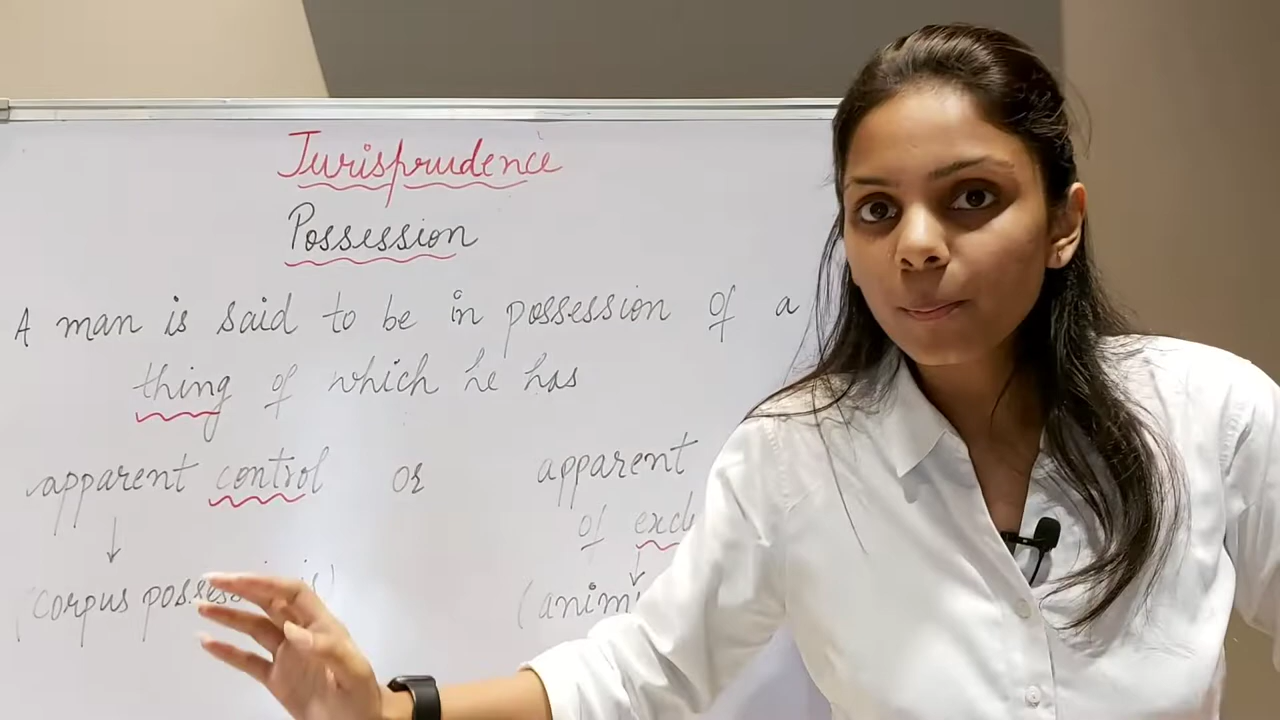 Jurisprudence
Possession
A man is said to be in possession of a
thing of which he has
apparent control or apparent
of
(corpus